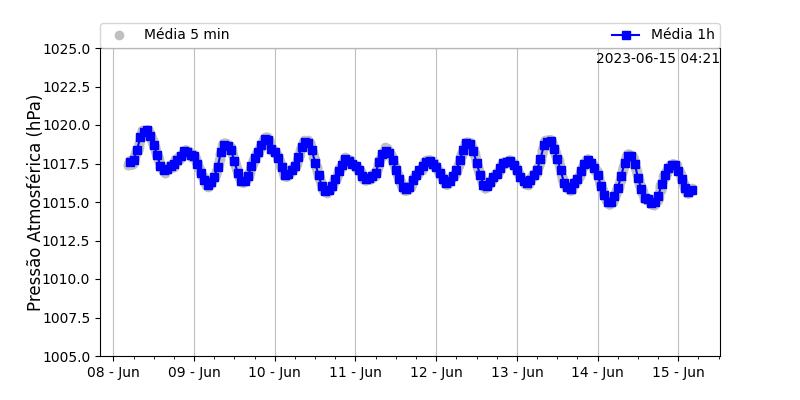 Média 5 min
Média 1h
2023-06-15 04:21
Pressão Atmosférica (hPa)
1025.0
1022.5
1020.0
1017.5
1015.0
1012.5
1010.0
1007.5
1005.0
08 - Jun
09 - Jun
10 - Jun
11 - Jun
12 - Jun
13 - Jun
14 - Jun
15 - Jun